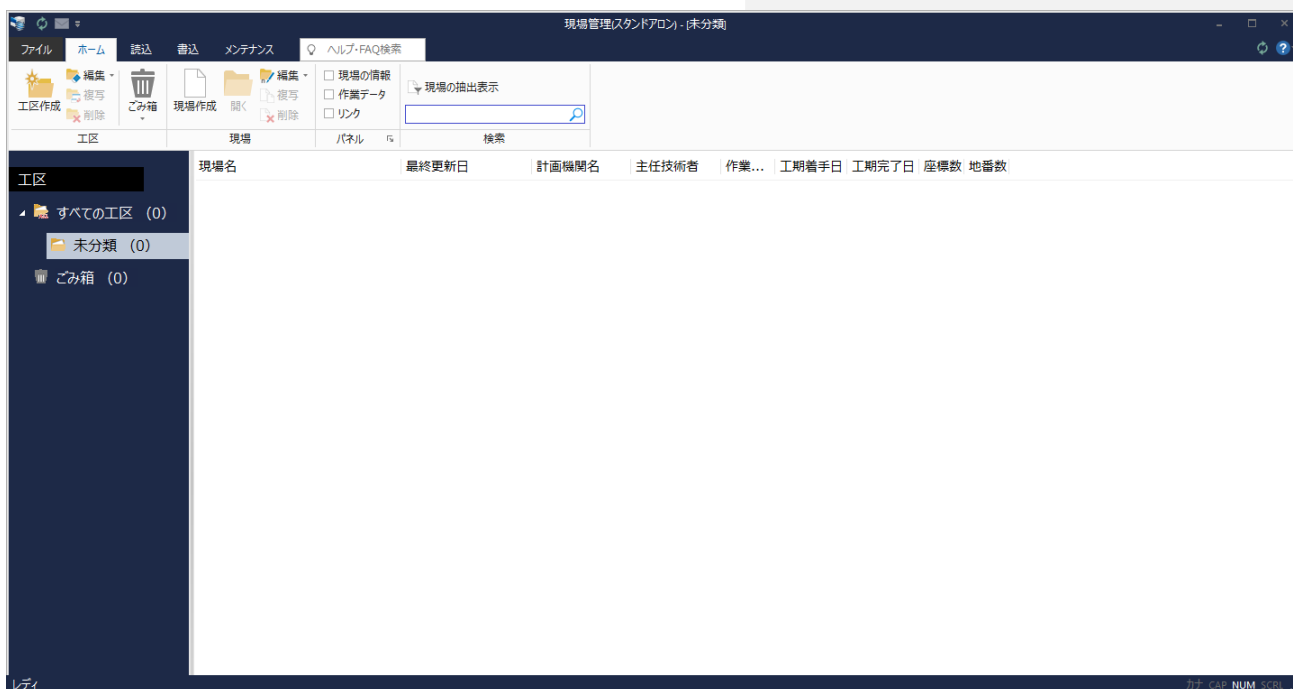 現場管理(スタンドアロン) - [未分類]
ファイル ホーム 読込 書込 メンテナンス ヘルプ・FAQ検索
工区作成 編集 複写 削除 ごみ箱 現場作成 開く 編集 複写 削除 現場の情報 作業データ リンク 現場の抽出表示
工区 現場 パネル 検索
工区
すべての工区 (0)
未分類 (0)
ごみ箱 (0)
現場名 最終更新日 計画機関名 主任技術者 作業... 工期着手日 工期完了日 座標数 地番数
レディ カナ CAP NUM SCRL